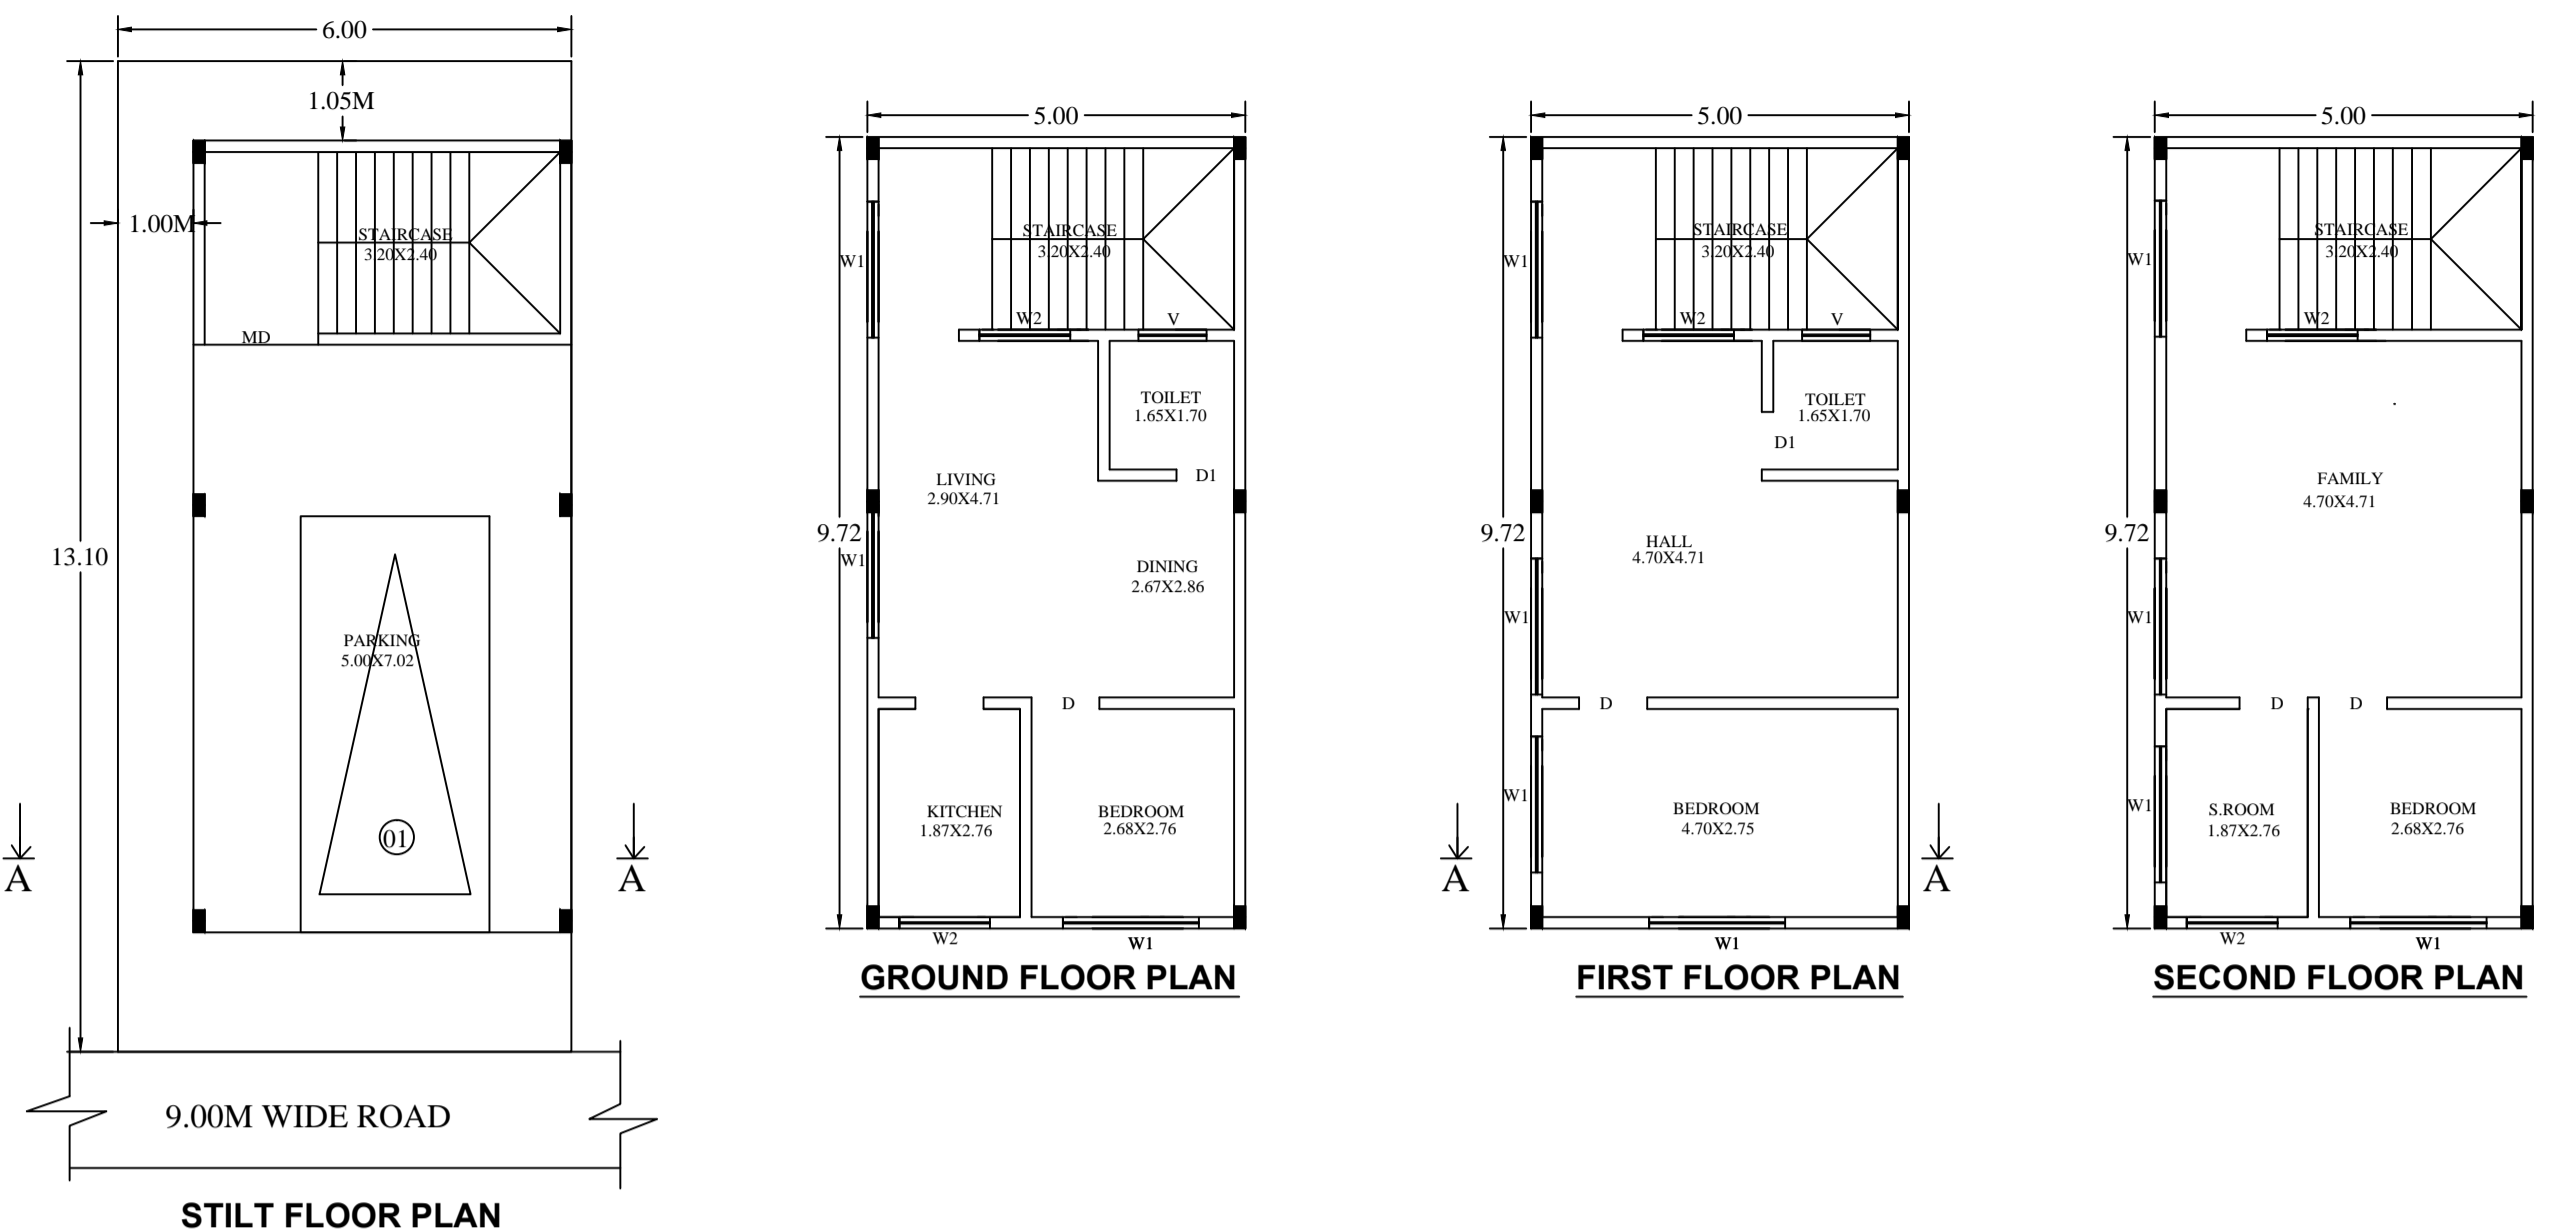 6.00
1.05M
1.00M
STAIRCASE
3.20X2.40
MD
13.10
PARKING
5.00X7.02
01
A
A
9.00M WIDE ROAD
STILT FLOOR PLAN
5.00
W1
STAIRCASE
3.20X2.40
W2
V
TOILET
1.65X1.70
D1
LIVING
2.90X4.71
9.72
W1
DINING
2.67X2.86
D
KITCHEN
1.87X2.76
BEDROOM
2.68X2.76
W2
W1
GROUND FLOOR PLAN
5.00
W1
STAIRCASE
3.20X2.40
W2
V
TOILET
1.65X1.70
D1
9.72
HALL
4.70X4.71
W1
D
W1
BEDROOM
4.70X2.75
A
A
W1
FIRST FLOOR PLAN
5.00
W1
STAIRCASE
3.20X2.40
W2
FAMILY
4.70X4.71
9.72
W1
D
D
W1
S.ROOM
1.87X2.76
BEDROOM
2.68X2.76
W2
W1
SECOND FLOOR PLAN